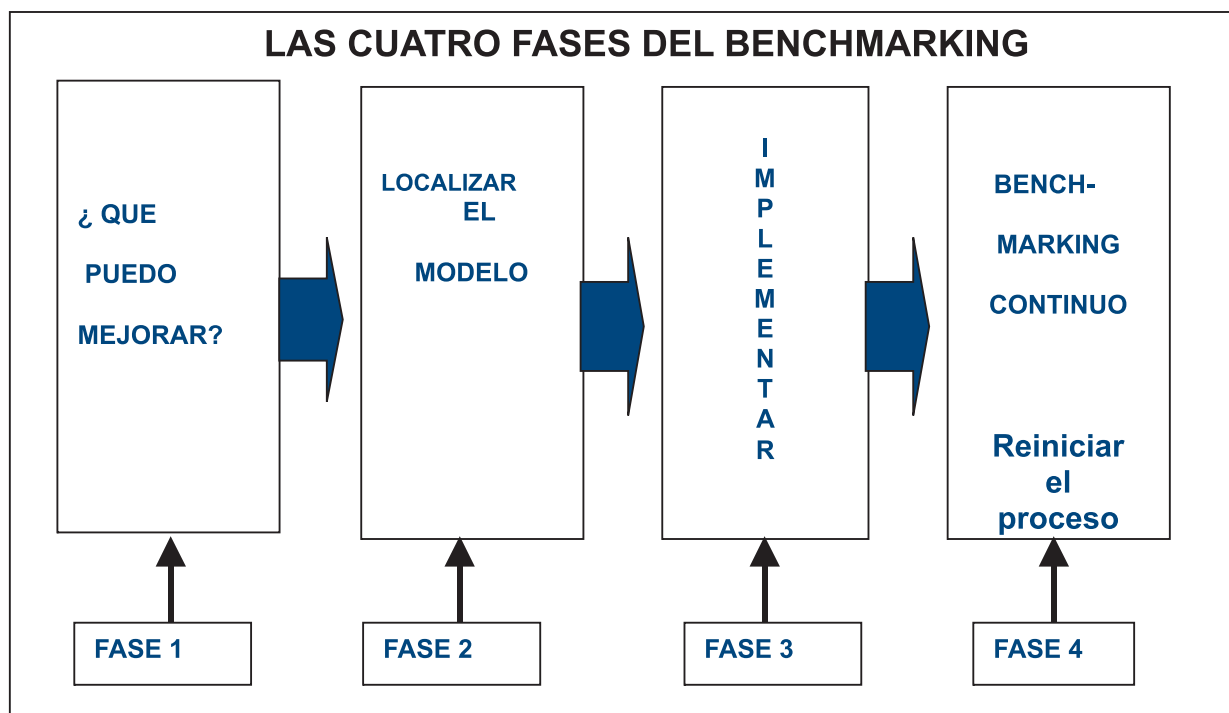 LAS CUATRO FASES DEL BENCHMARKING
¿ QUE
PUEDO
MEJORAR?
LOCALIZAR
EL
MODELO
I
M
P
L
E
M
E
N
T
A
R
BENCH-
MARKING
CONTINUO
Reiniciar
el
proceso
FASE 1
FASE 2
FASE 3
FASE 4